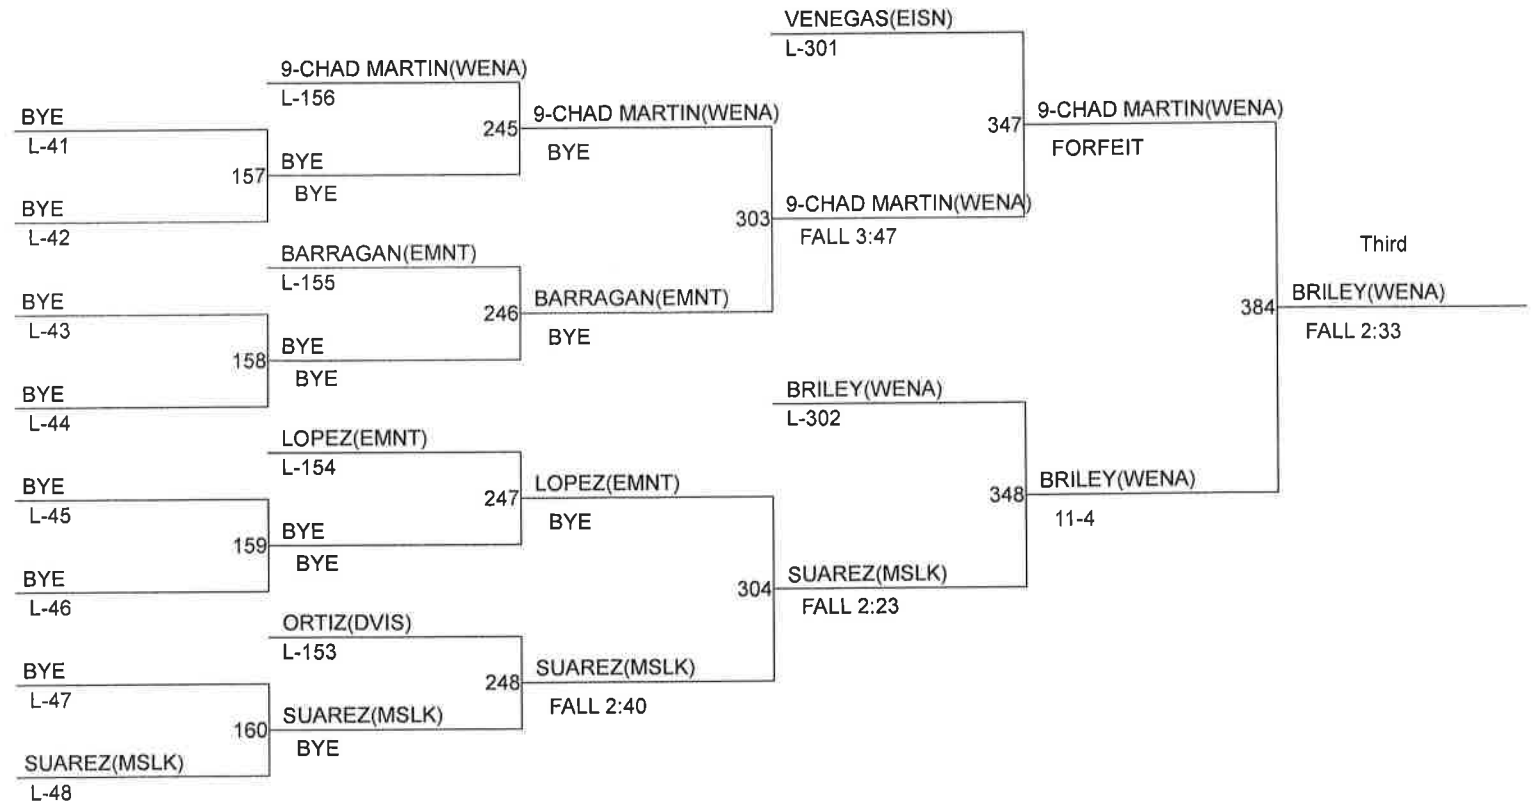 VENEGAS(EISN)
L-301
9-CHAD MARTIN(WENA)
L-156
BYE
L-41
245
9-CHAD MARTIN(WENA)
BYE
347
9-CHAD MARTIN(WENA)
FORFEIT
157
BYE
BYE
BYE
L-42
303
9-CHAD MARTIN(WENA)
FALL 3:47
BARRAGAN(EMNT)
L-155
BYE
L-43
246
BARRAGAN(EMNT)
BYE
Third
384
BRILEY(WENA)
FALL 2:33
158
BYE
BYE
BYE
L-44
BRILEY(WENA)
L-302
LOPEZ(EMNT)
L-154
BYE
L-45
247
LOPEZ(EMNT)
BYE
348
BRILEY(WENA)
11-4
159
BYE
BYE
BYE
L-46
304
SUAREZ(MSLK)
FALL 2:23
ORTIZ(DVIS)
L-153
BYE
L-47
248
SUAREZ(MSLK)
FALL 2:40
160
SUAREZ(MSLK)
BYE
SUAREZ(MSLK)
L-48